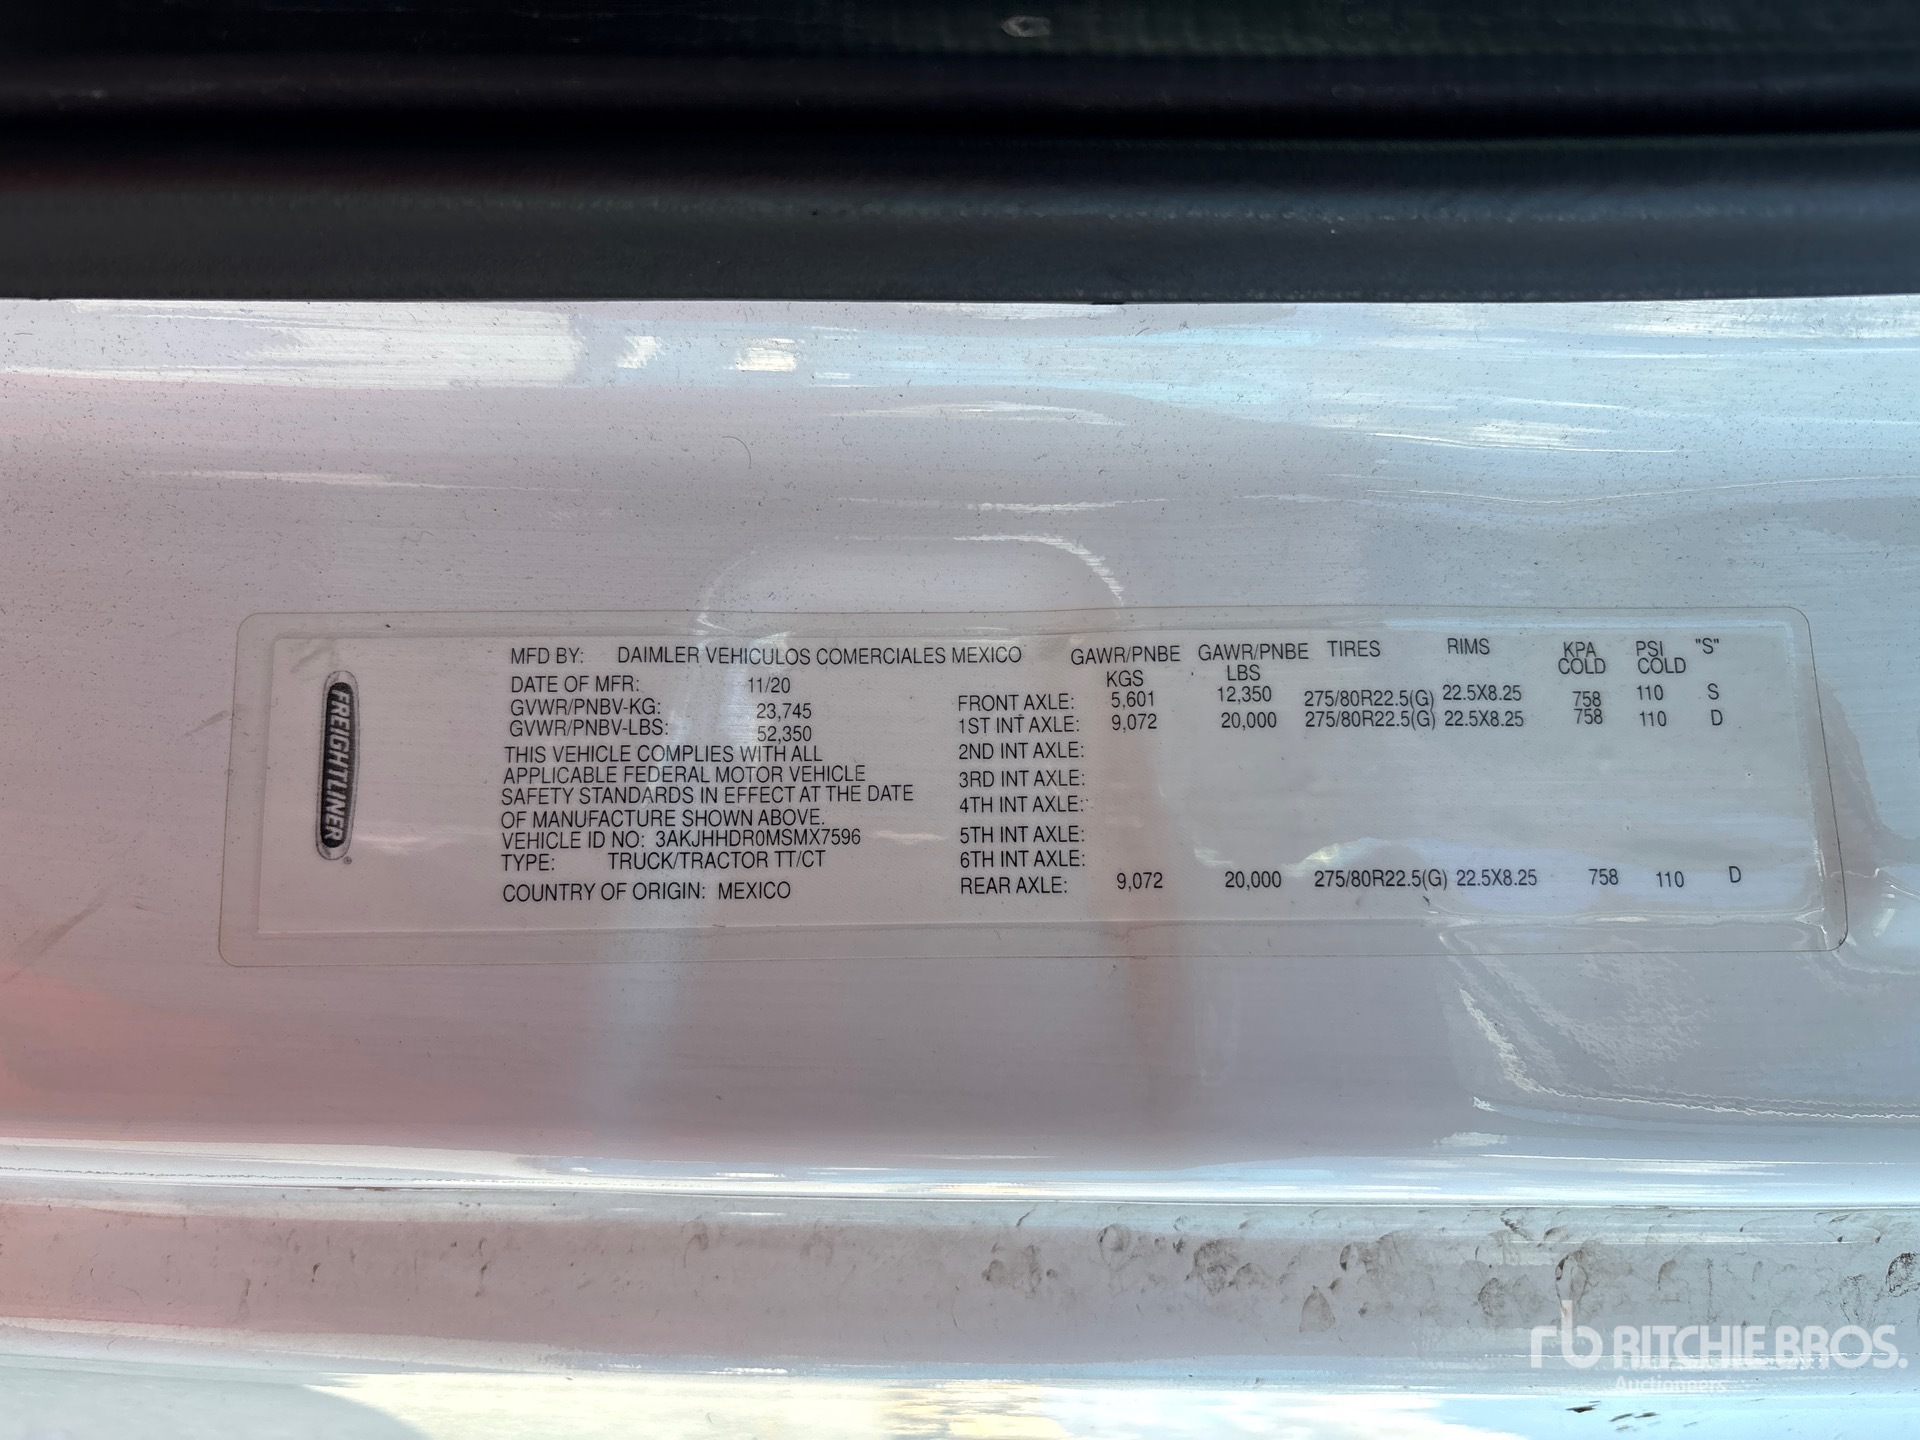 FREIGHTLINER®
MFD BY: DAIMLER VEHICULOS COMERCIALES MEXICO
DATE OF MFR: 11/20
GVWR/PNBV-KG: 23,745
GVWR/PNBV-LBS: 52,350
THIS VEHICLE COMPLIES WITH ALL
APPLICABLE FEDERAL MOTOR VEHICLE
SAFETY STANDARDS IN EFFECT AT THE DATE
OF MANUFACTURE SHOWN ABOVE.
VEHICLE ID NO: 3AKJHHDR0MSMX7596
TYPE: TRUCK/TRACTOR TT/CT
COUNTRY OF ORIGIN: MEXICO
GAWR/PNBE KGS GAWR/PNBE LBS TIRES RIMS KPA COLD PSI COLD "S"
FRONT AXLE: 5,601 12,350 275/80R22.5(G) 22.5X8.25 758 110 S
1ST INT AXLE: 9,072 20,000 275/80R22.5(G) 22.5X8.25 758 110 D
2ND INT AXLE:
3RD INT AXLE:
4TH INT AXLE:
5TH INT AXLE:
6TH INT AXLE:
REAR AXLE: 9,072 20,000 275/80R22.5(G) 22.5X8.25 758 110 D
rb RITCHIE BROS.
Auctioneers